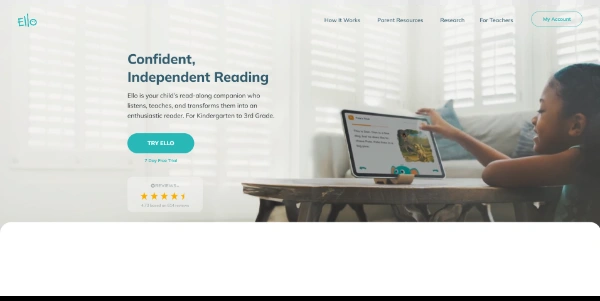 Ello
How It Works
Parent Resources
Research
For Teachers
My Account
Confident,
Independent Reading
Ello is your child's read-along companion who
listens, teaches, and transforms them into an
enthusiastic reader. For Kindergarten to 3rd Grade.
TRY ELLO
7-Day Free Trial